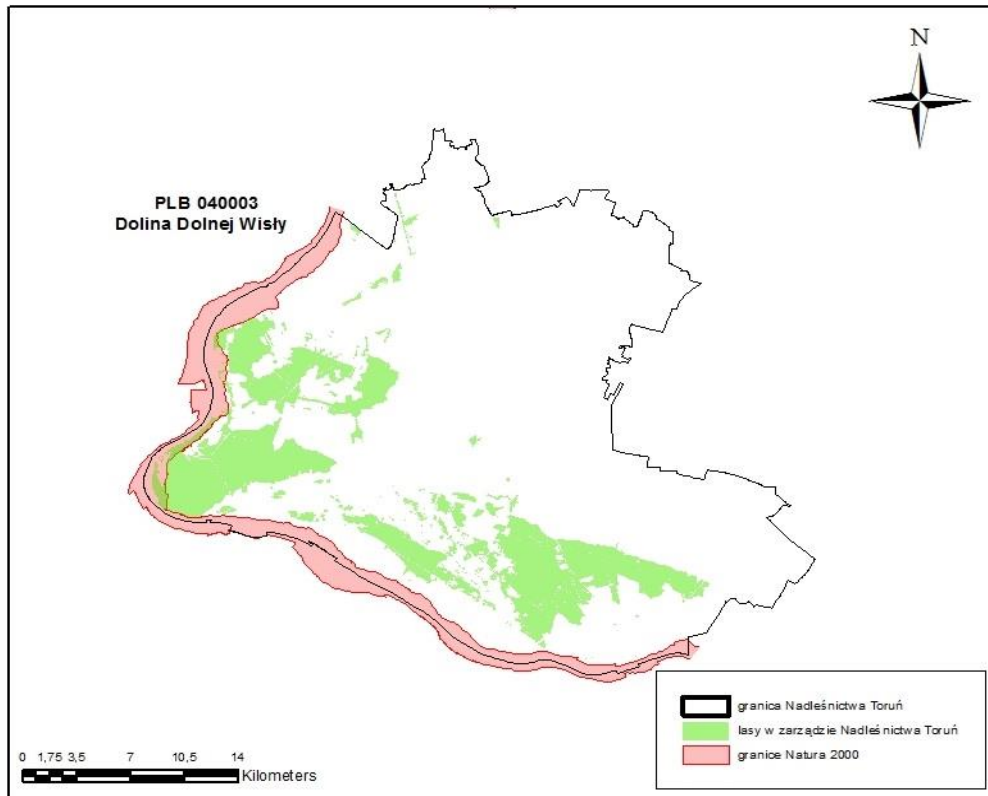 N
PLB 040003
Dolina Dolnej Wisły
granica Nadleśnictwa Toruń
lasy w zarządzie Nadleśnictwa Toruń
granice Natura 2000
0 1,75 3,5 7 10,5 14
Kilometers